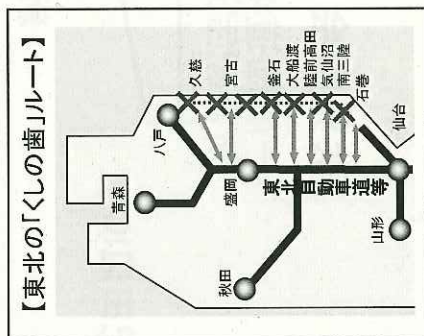 【東北の「くしの歯」ルート】
青森
八戸
久慈
宮古
盛岡
秋田
釜石
大船渡
陸前高田
気仙沼
南三陸
石巻
東北自動車道等
仙台
山形